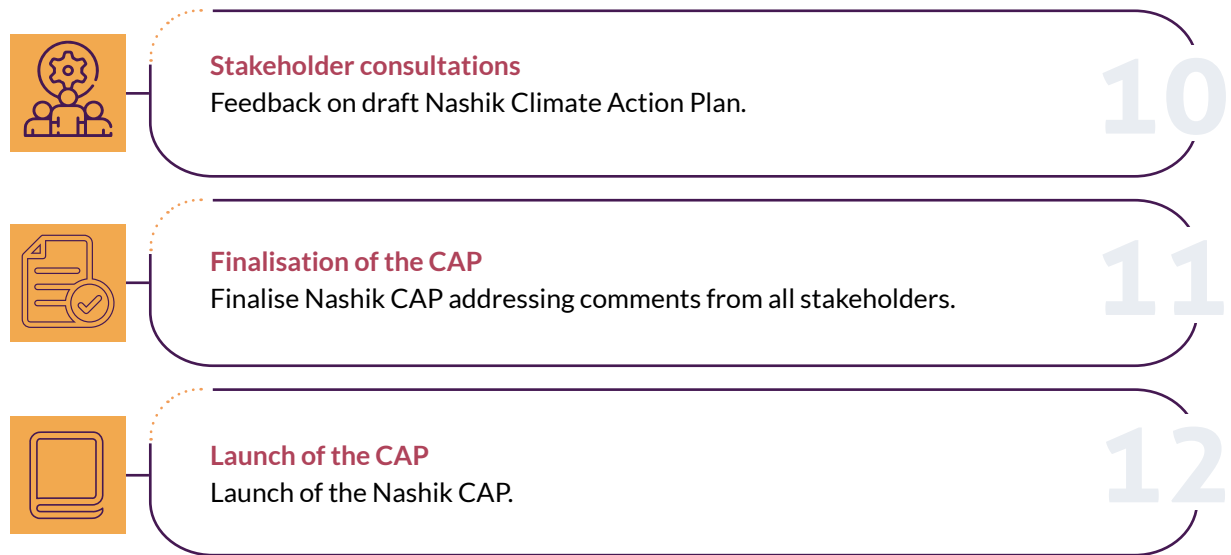 Stakeholder consultations
Feedback on draft Nashik Climate Action Plan.
10
Finalisation of the CAP
Finalise Nashik CAP addressing comments from all stakeholders.
11
Launch of the CAP
Launch of the Nashik CAP.
12